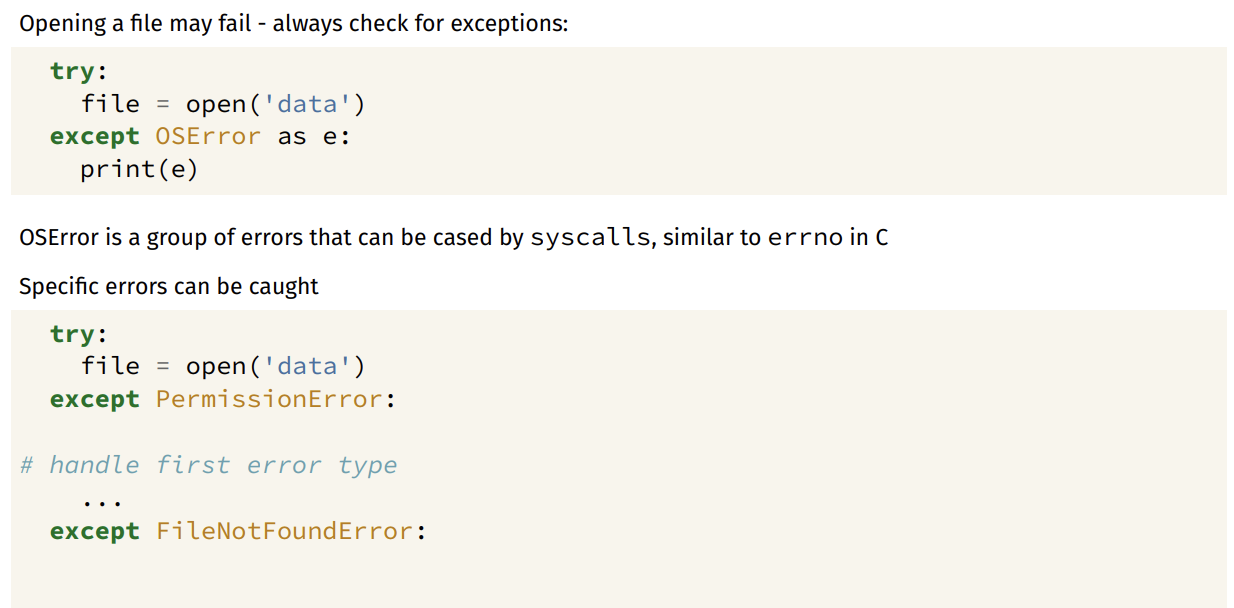 Opening a file may fail - always check for exceptions:
try:
file = open('data')
except OSError as e:
print(e)
OSError is a group of errors that can be cased by syscalls, similar to errno in C
Specific errors can be caught
try:
file = open('data')
except PermissionError:
# handle first error type
...
except FileNotFoundError: